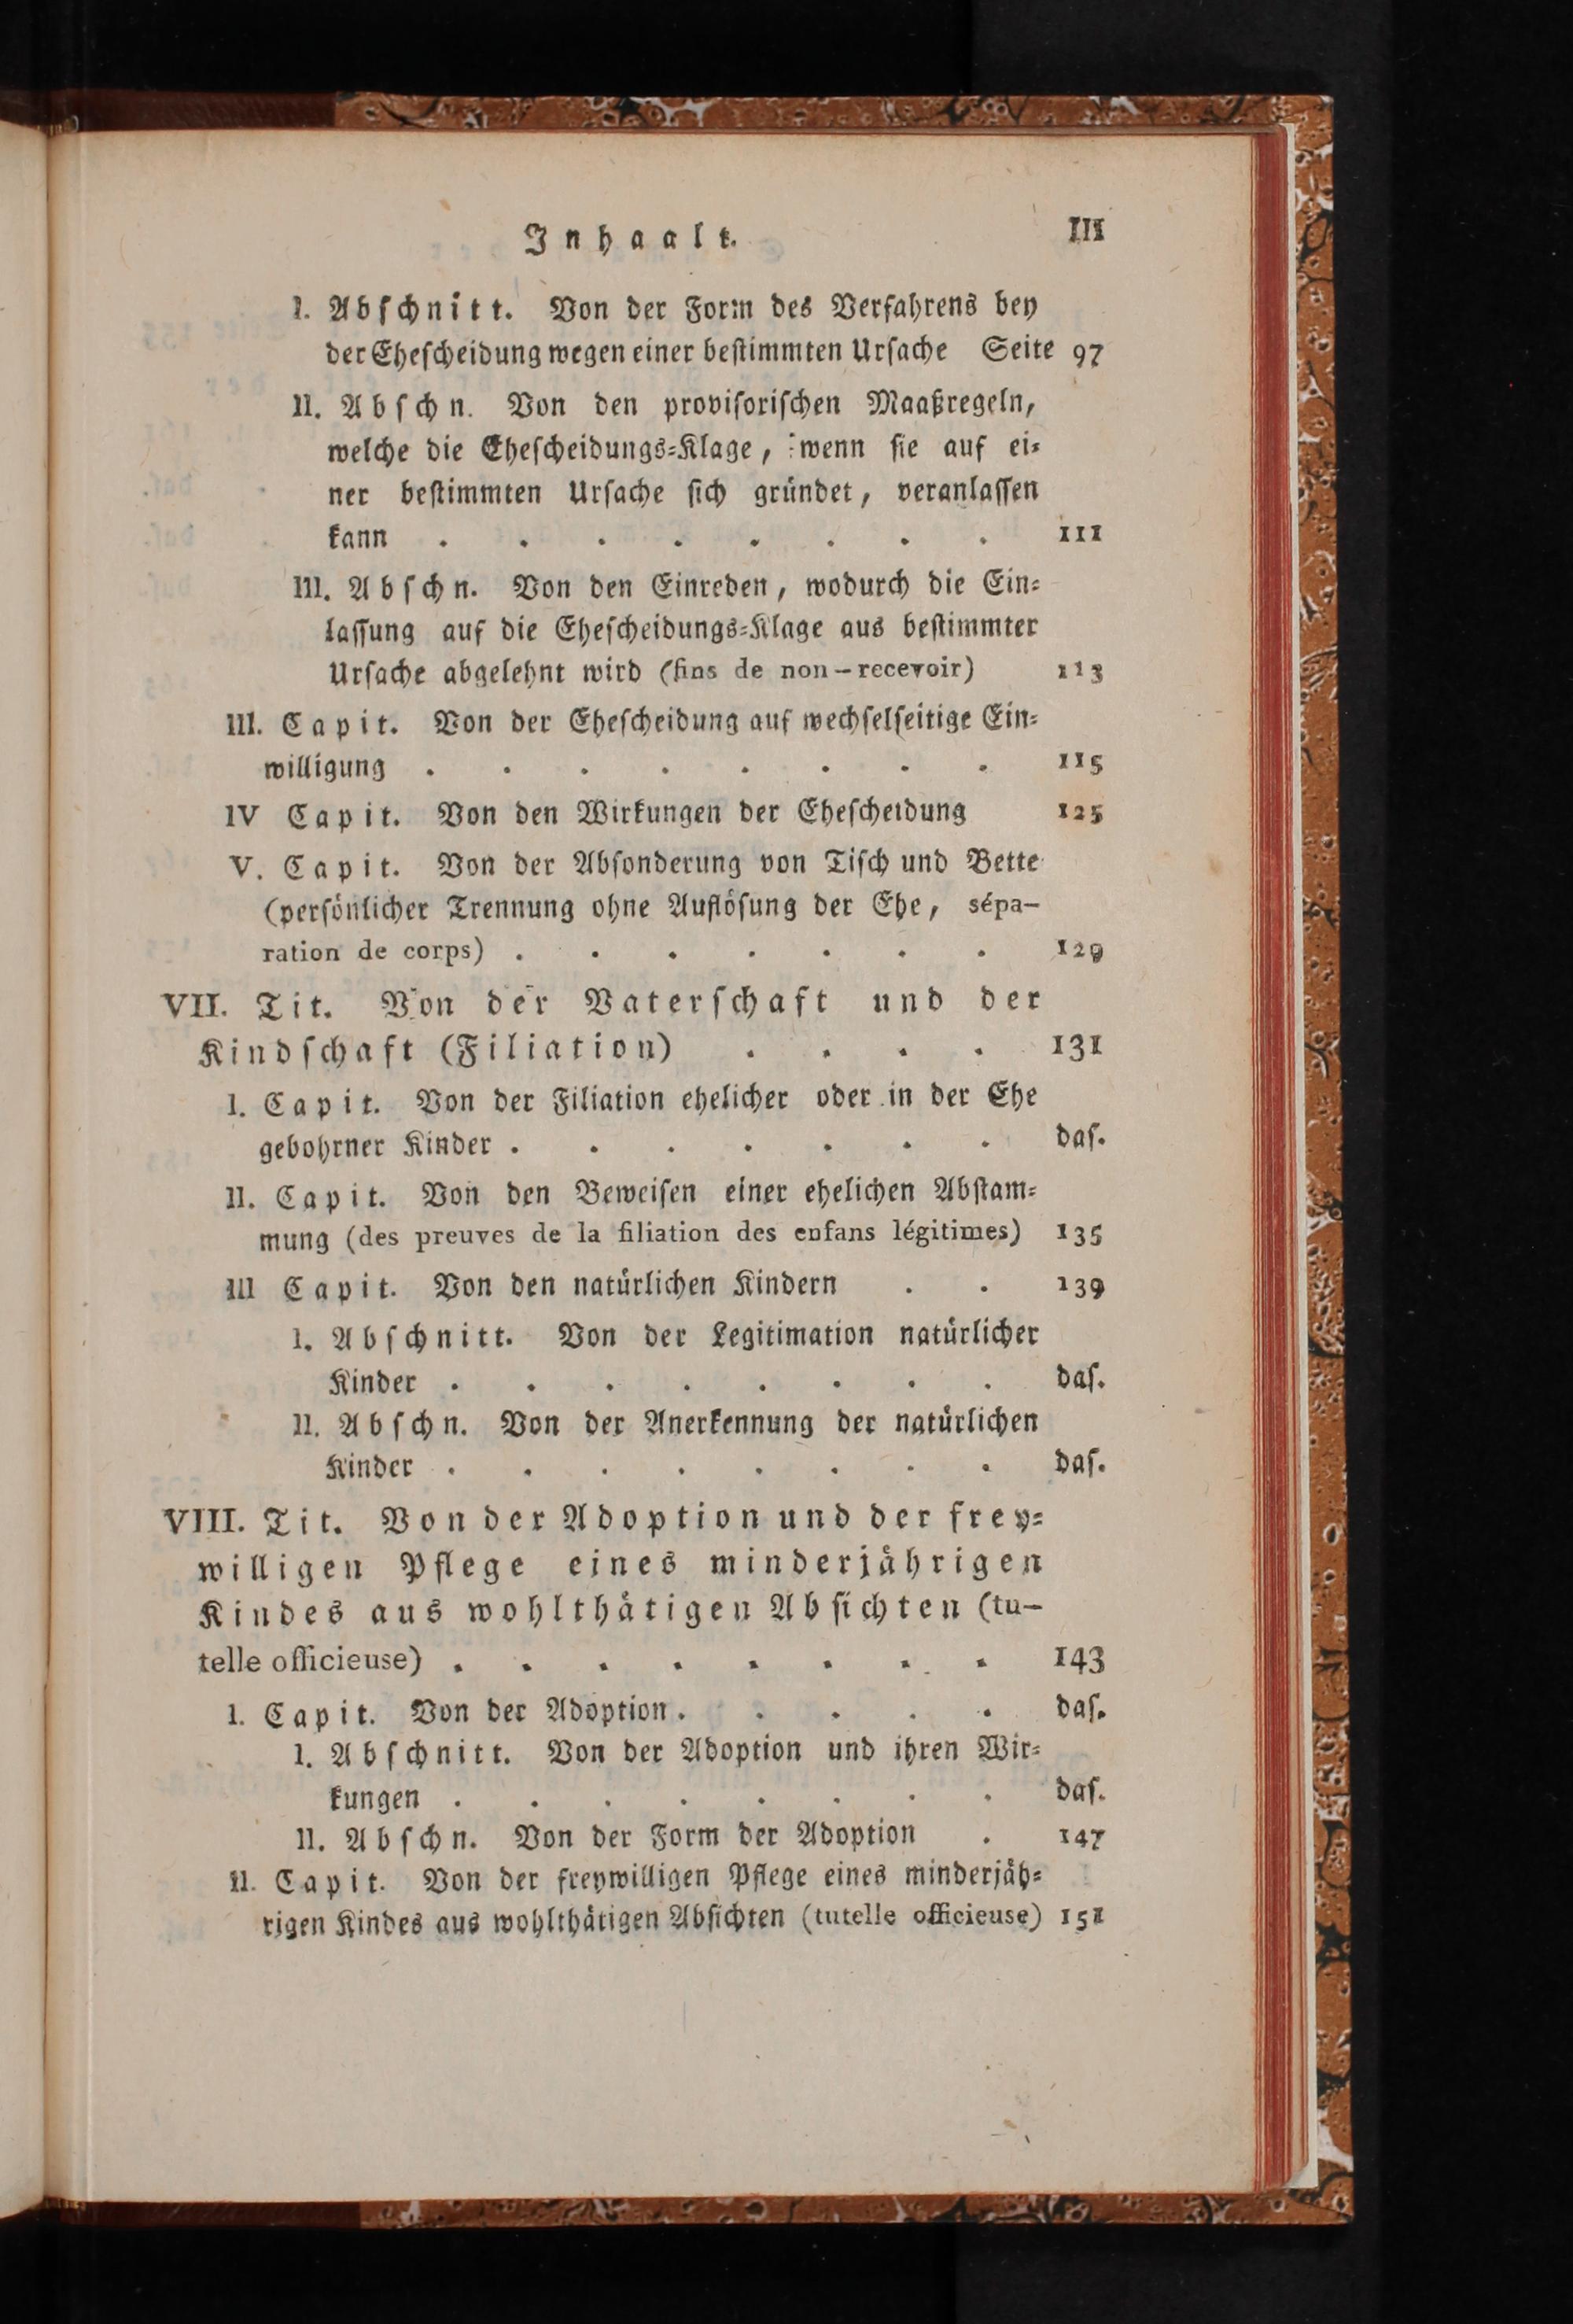 Inhaalt. III
I. Abschnitt. Von der Form des Verfahrens bey
der Ehescheidung wegen einer bestimmten Ursache Seite 97
II. Abschn. Von den provisorischen Maaßregeln,
welche die Ehescheidungs-Klage, wenn sie auf ei-
ner bestimmten Ursache sich gründet, veranlassen
kann . . . . . . . . 111
III. Abschn. Von den Einreden, wodurch die Ein-
lassung auf die Ehescheidungs-Klage aus bestimmter
Ursache abgelehnt wird (fins de non-recevoir) 113
III. Capit. Von der Ehescheidung auf wechselseitige Ein-
willigung . . . . . . . . 115
IV Capit. Von den Wirkungen der Ehescheidung 125
V. Capit. Von der Absonderung von Tisch und Bette
(persönlicher Trennung ohne Auflösung der Ehe, sépa-
ration de corps) . . . . . . . 129
VII. Tit. Von der Vaterschaft und der
Kindschaft (Filiation) . . . . 131
I. Capit. Von der Filiation ehelicher oder in der Ehe
gebohrner Kinder . . . . . . . das.
II. Capit. Von den Beweisen einer ehelichen Abstam-
mung (des preuves de la filiation des enfans légitimes) 135
III Capit. Von den natürlichen Kindern . . 139
I. Abschnitt. Von der Legitimation natürlicher
Kinder . . . . . . . . das.
II. Abschn. Von der Anerkennung der natürlichen
Kinder . . . . . . . . das.
VIII. Tit. Von der Adoption und der frey-
willigen Pflege eines minderjährigen
Kindes aus wohlthätigen Absichten (tu-
telle officieuse) . . . . . . . . 143
I. Capit. Von der Adoption . . . . . das.
I. Abschnitt. Von der Adoption und ihren Wir-
kungen . . . . . . . . das.
II. Abschn. Von der Form der Adoption . 147
II. Capit. Von der freywilligen Pflege eines minderjäh-
rigen Kindes aus wohlthätigen Absichten (tutelle officieuse) 151